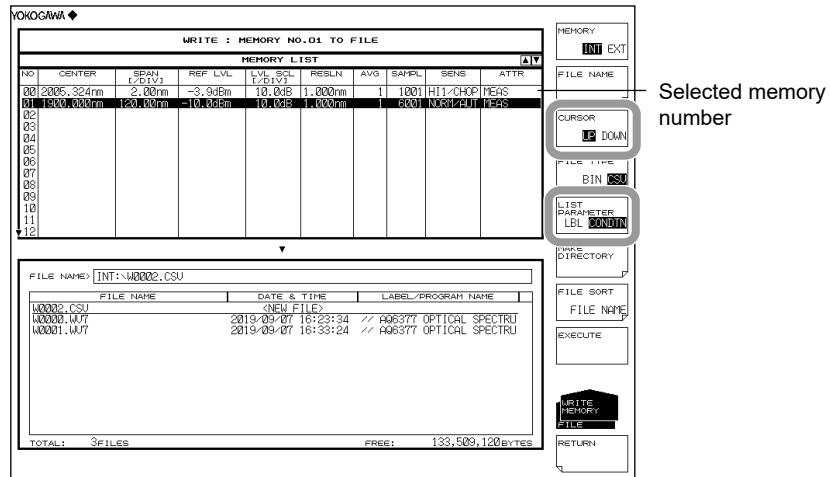 YOKOGAWA
WRITE : MEMORY NO.01 TO FILE
MEMORY LIST
NO CENTER SPAN [/DIV] REF LVL LVL SCL [/DIV] RESLN AVG SAMPL SENS ATTR
00 2005.324nm 2.00nm -3.9dBm 10.0dB 1.000nm 1 1001 HI1/CHOP MEAS
01 1900.000nm 120.00nm -10.0dBm 10.0dB 1.000nm 1 6001 NORM/AUT MEAS
02
03
04
05
06
07
08
09
10
11
12
FILE NAME> INT:\W0002.CSV
FILE NAME DATE & TIME LABEL/PROGRAM NAME
W0002.CSV <NEW FILE>
W0000.WV7 2019/09/07 16:23:34 // AQ6377 OPTICAL SPECTRU
W0001.WV7 2019/09/07 16:33:24 // AQ6377 OPTICAL SPECTRU
TOTAL: 3FILES FREE: 133,509,120BYTES
MEMORY
INT EXT
FILE NAME
CURSOR
UP DOWN
FILE TYPE
BIN CSV
LIST
PARAMETER
LBL CONDTN
MAKE
DIRECTORY
FILE SORT
FILE NAME
EXECUTE
WRITE
MEMORY
FILE
RETURN
Selected memory
number